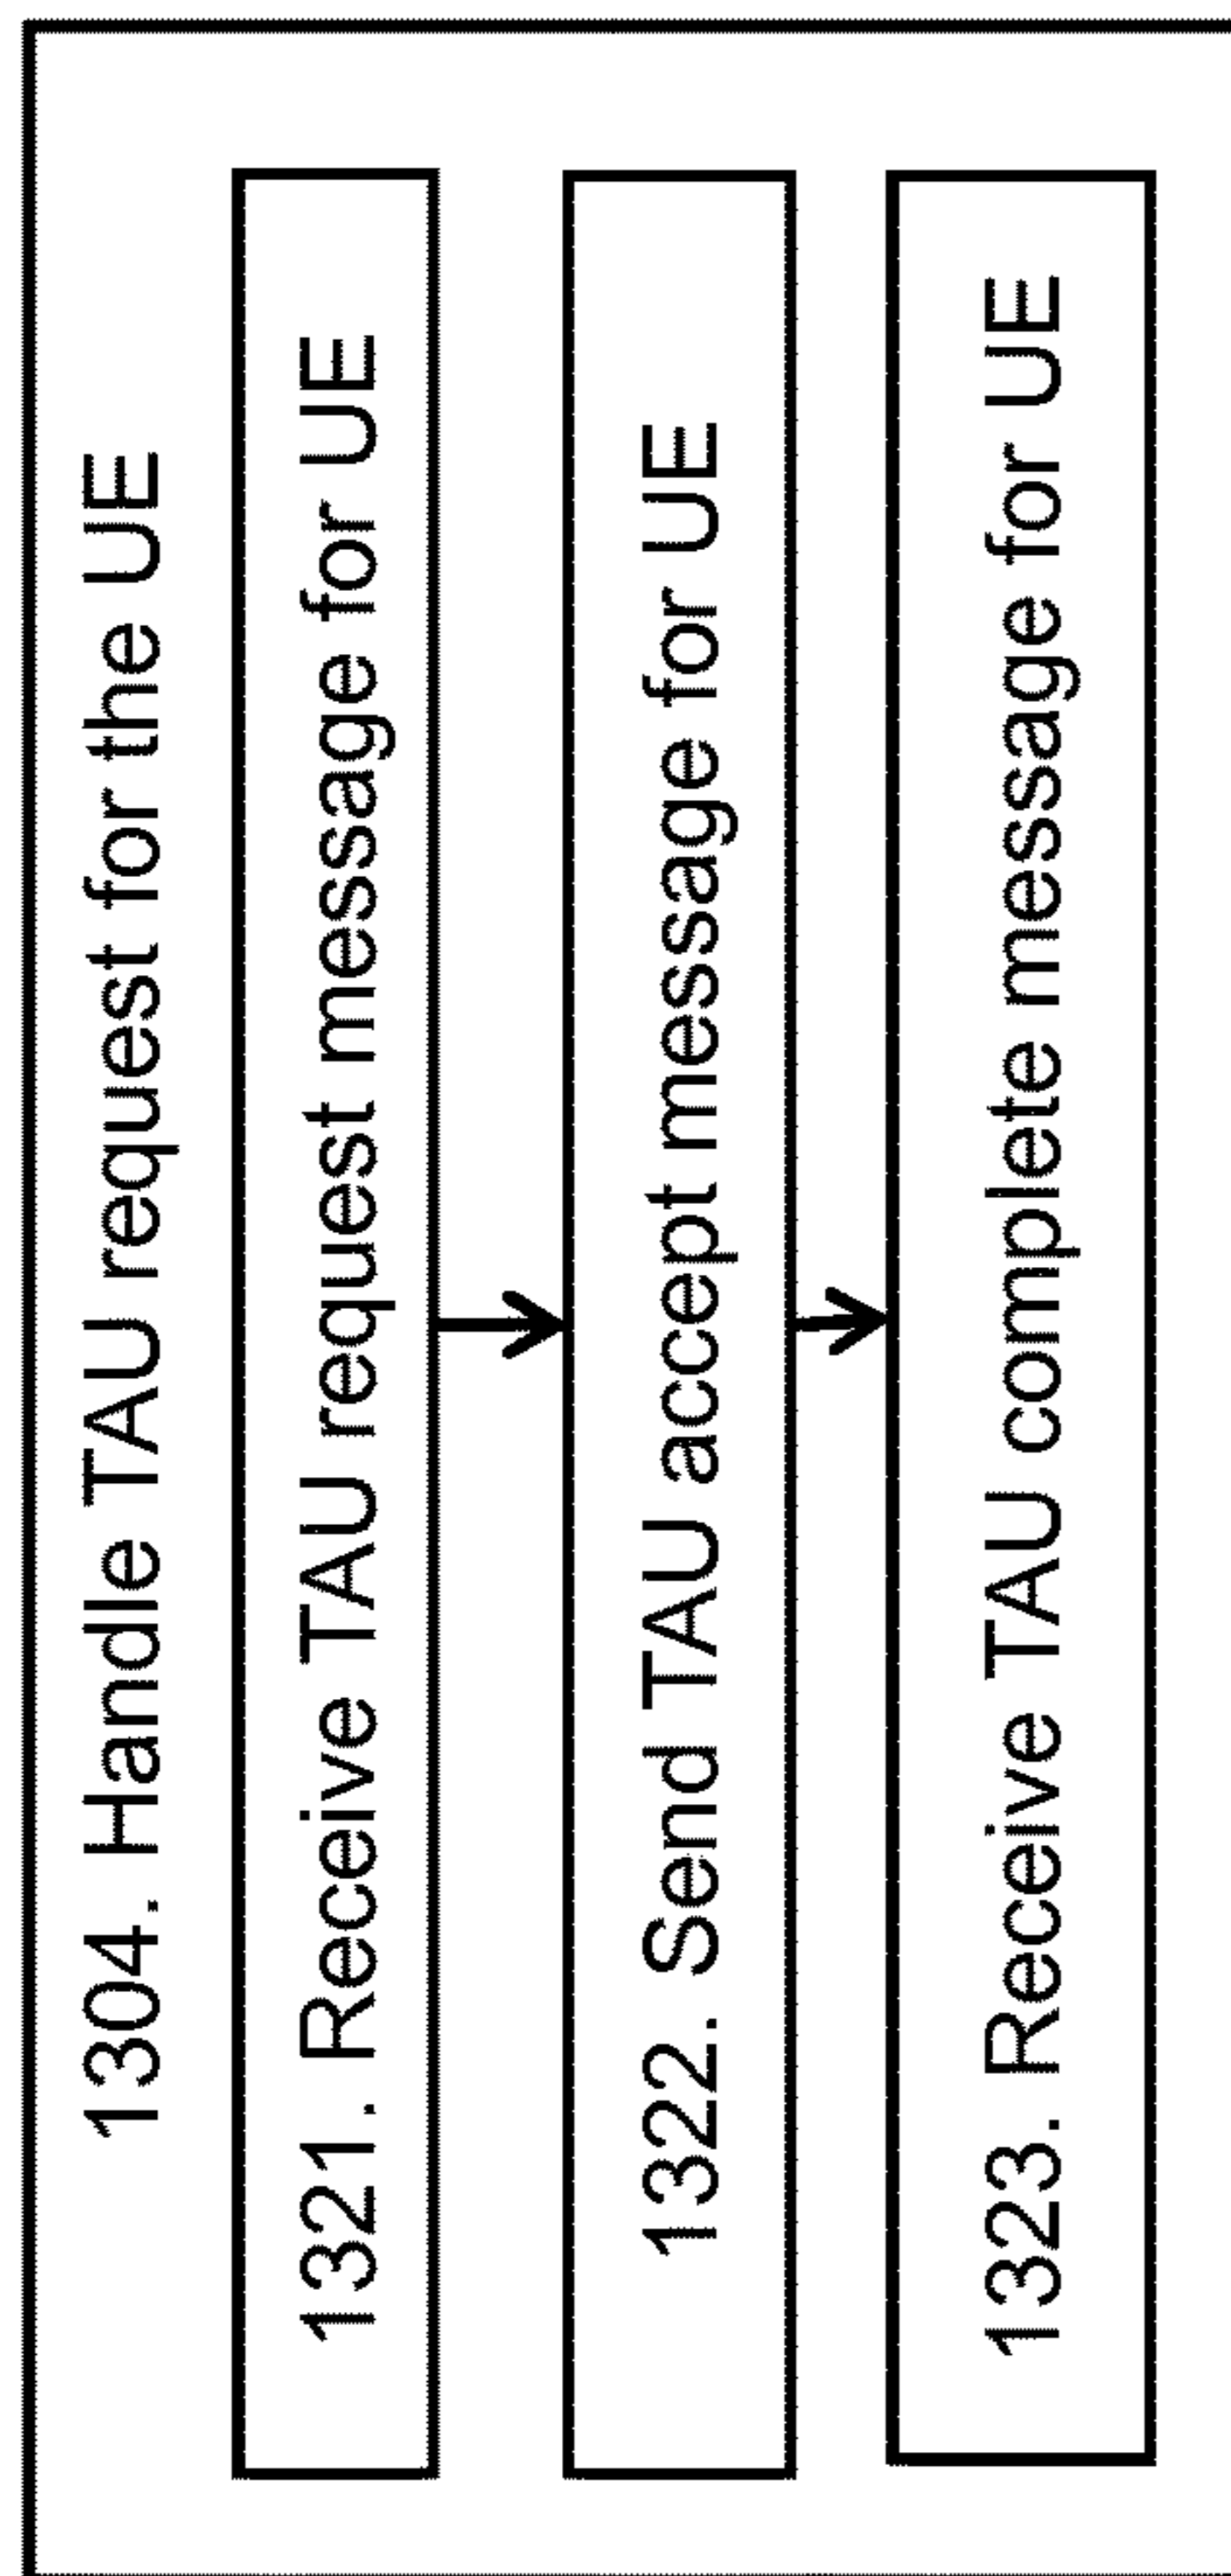 1304. Handle TAU request for the UE
1321. Receive TAU request message for UE
1322. Send TAU accept message for UE
1323. Receive TAU complete message for UE